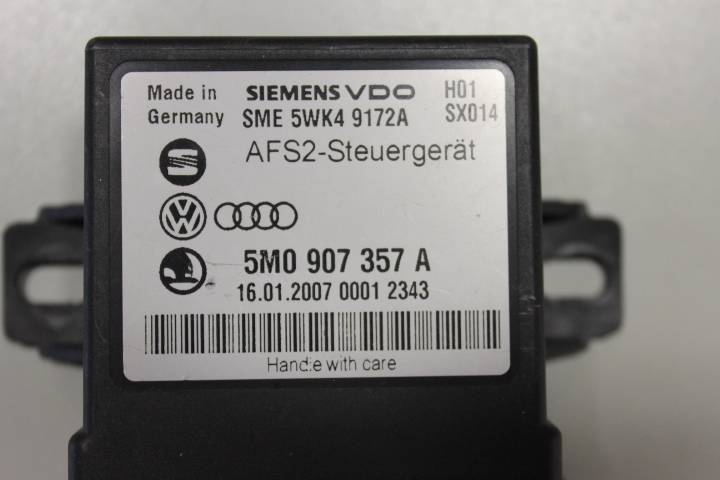 Made in SIEMENS VDO H01
Germany SME 5WK4 9172A SX014
AFS2-Steuergerät
5M0 907 357 A
16.01.2007 0001 2343
Handle with care